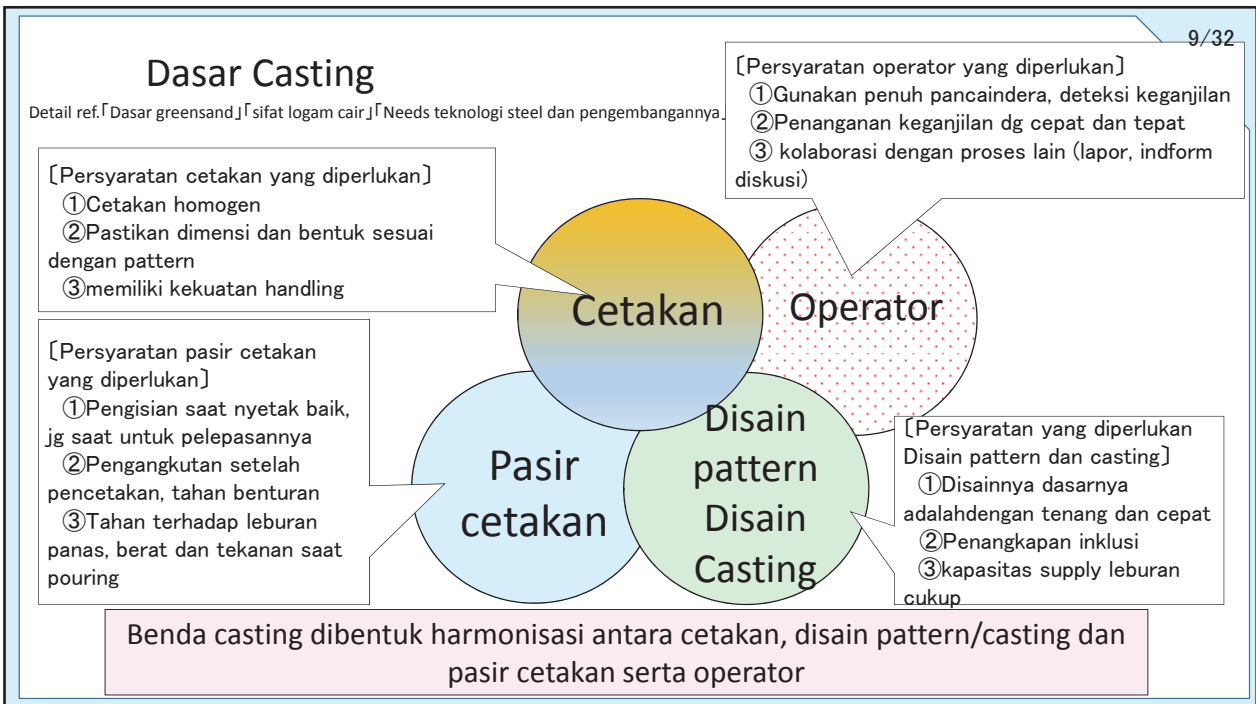 9/32
Dasar Casting
Detail ref.｢Dasar greensand｣｢sifat logam cair｣｢Needs teknologi steel dan pengembangannya｣
〔Persyaratan operator yang diperlukan〕
①Gunakan penuh pancaindera, deteksi keganjilan
②Penanganan keganjilan dg cepat dan tepat
③ kolaborasi dengan proses lain (lapor, indform
diskusi)
〔Persyaratan cetakan yang diperlukan〕
①Cetakan homogen
②Pastikan dimensi dan bentuk sesuai
dengan pattern
③memiliki kekuatan handling
Cetakan
Operator
〔Persyaratan pasir cetakan
yang diperlukan〕
①Pengisian saat nyetak baik,
jg saat untuk pelepasannya
②Pengangkutan setelah
pencetakan, tahan benturan
③Tahan terhadap leburan
panas, berat dan tekanan saat
pouring
Pasir
cetakan
Disain
pattern
Disain
Casting
〔Persyaratan yang diperlukan
Disain pattern dan casting〕
①Disainnya dasarnya
adalahdengan tenang dan cepat
②Penangkapan inklusi
③kapasitas supply leburan
cukup
Benda casting dibentuk harmonisasi antara cetakan, disain pattern/casting dan
pasir cetakan serta operator